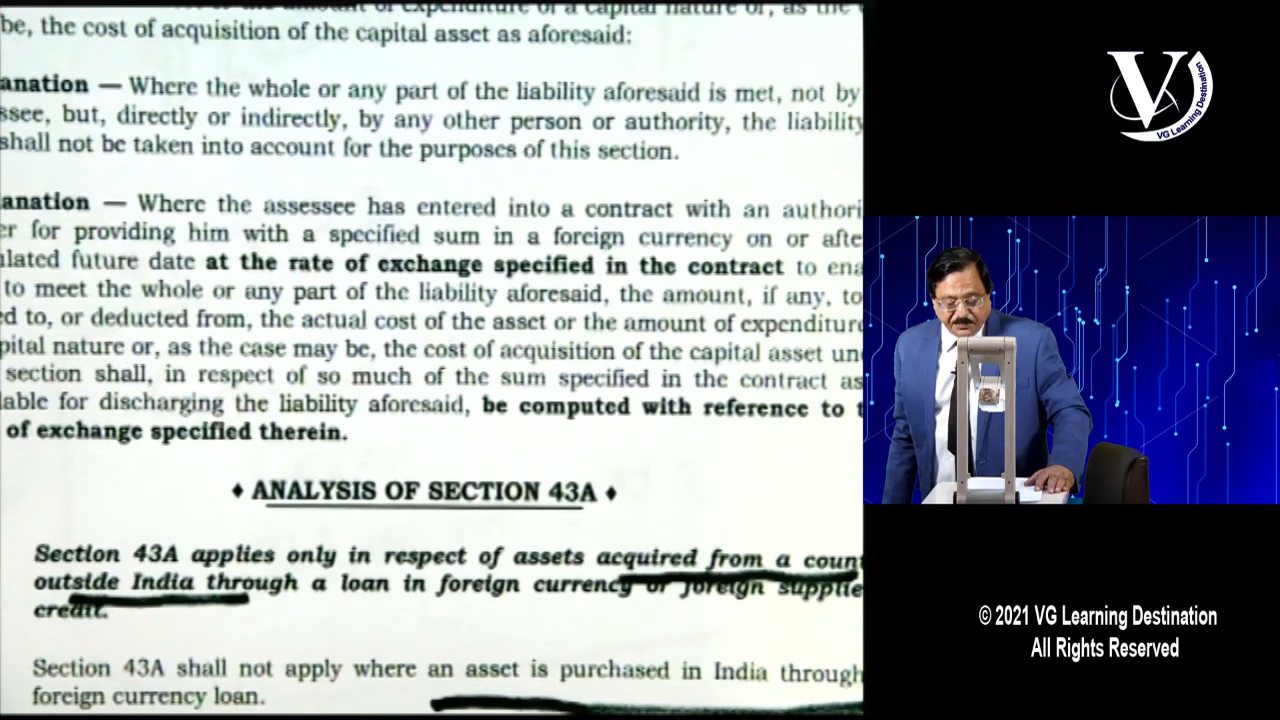 be, the cost of acquisition of the capital asset as aforesaid:
anation — Where the whole or any part of the liability aforesaid is met, not by
ssee, but, directly or indirectly, by any other person or authority, the liability
shall not be taken into account for the purposes of this section.
anation — Where the assessee has entered into a contract with an authori
er for providing him with a specified sum in a foreign currency on or afte
ulated future date at the rate of exchange specified in the contract to ena
to meet the whole or any part of the liability aforesaid, the amount, if any, to
ed to, or deducted from, the actual cost of the asset or the amount of expenditure
pital nature or, as the case may be, the cost of acquisition of the capital asset un
section shall, in respect of so much of the sum specified in the contract as
lable for discharging the liability aforesaid, be computed with reference to t
of exchange specified therein.
♦ ANALYSIS OF SECTION 43A ♦
Section 43A applies only in respect of assets acquired from a count
outside India through a loan in foreign currency or foreign supplie
credit.
Section 43A shall not apply where an asset is purchased in India through
foreign currency loan.
V
VG Learning Destination
© 2021 VG Learning Destination
All Rights Reserved